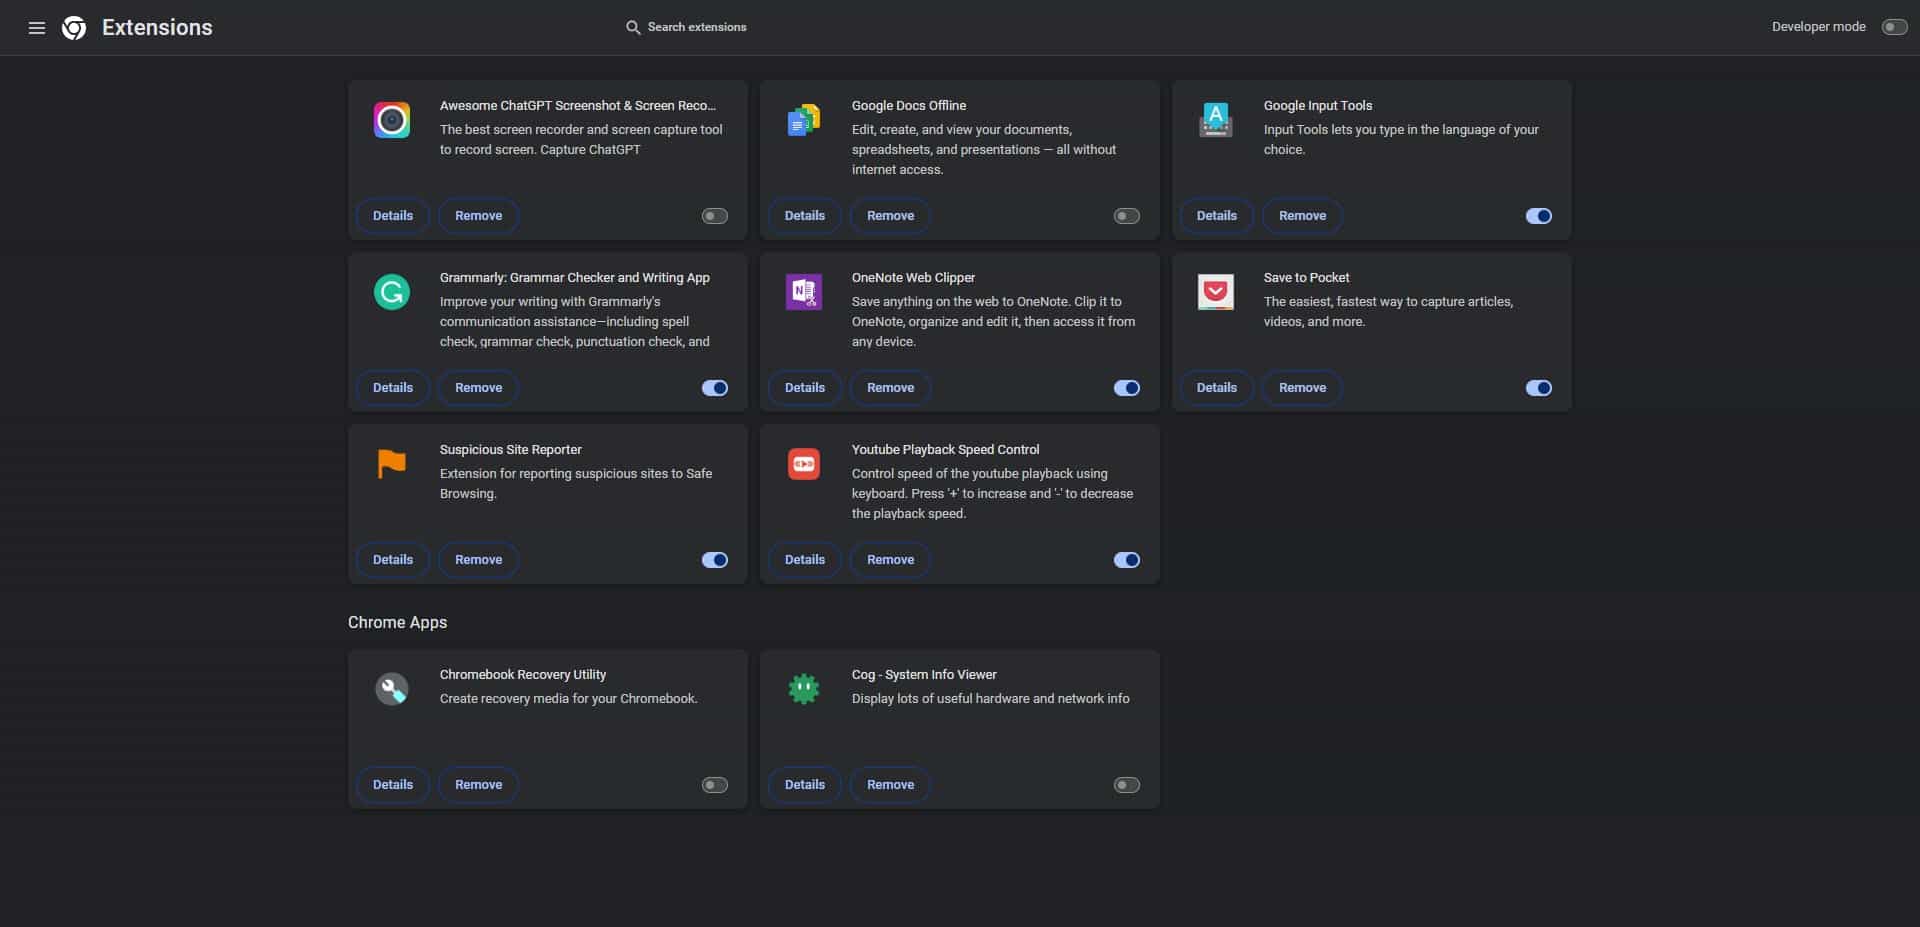 Extensions
Search extensions
Developer mode
Awesome ChatGPT Screenshot & Screen Reco...
The best screen recorder and screen capture tool
to record screen. Capture ChatGPT
Details
Remove
Google Docs Offline
Edit, create, and view your documents,
spreadsheets, and presentations — all without
internet access.
Details
Remove
Google Input Tools
Input Tools lets you type in the language of your
choice.
Details
Remove
Grammarly: Grammar Checker and Writing App
Improve your writing with Grammarly's
communication assistance—including spell
check, grammar check, punctuation check, and
Details
Remove
OneNote Web Clipper
Save anything on the web to OneNote. Clip it to
OneNote, organize and edit it, then access it from
any device.
Details
Remove
Save to Pocket
The easiest, fastest way to capture articles,
videos, and more.
Details
Remove
Suspicious Site Reporter
Extension for reporting suspicious sites to Safe
Browsing.
Details
Remove
Youtube Playback Speed Control
Control speed of the youtube playback using
keyboard. Press '+' to increase and '-' to decrease
the playback speed.
Details
Remove
Chrome Apps
Chromebook Recovery Utility
Create recovery media for your Chromebook.
Details
Remove
Cog - System Info Viewer
Display lots of useful hardware and network info
Details
Remove